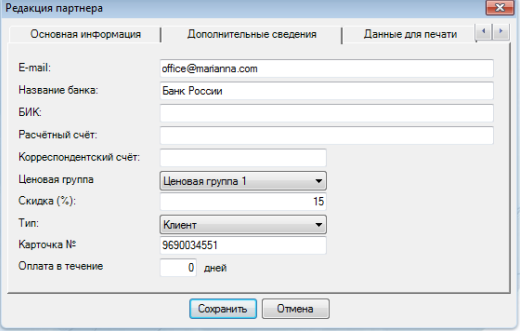 Редакция партнера
Основная информация Дополнительные сведения Данные для печати
E-mail: office@marianna.com
Название банка: Банк России
БИК:
Расчётный счёт:
Корреспондентский счёт:
Ценовая группа Ценовая группа 1
Скидка (%): 15
Тип: Клиент
Карточка № 9690034551
Оплата в течение 0 дней
Сохранить Отмена